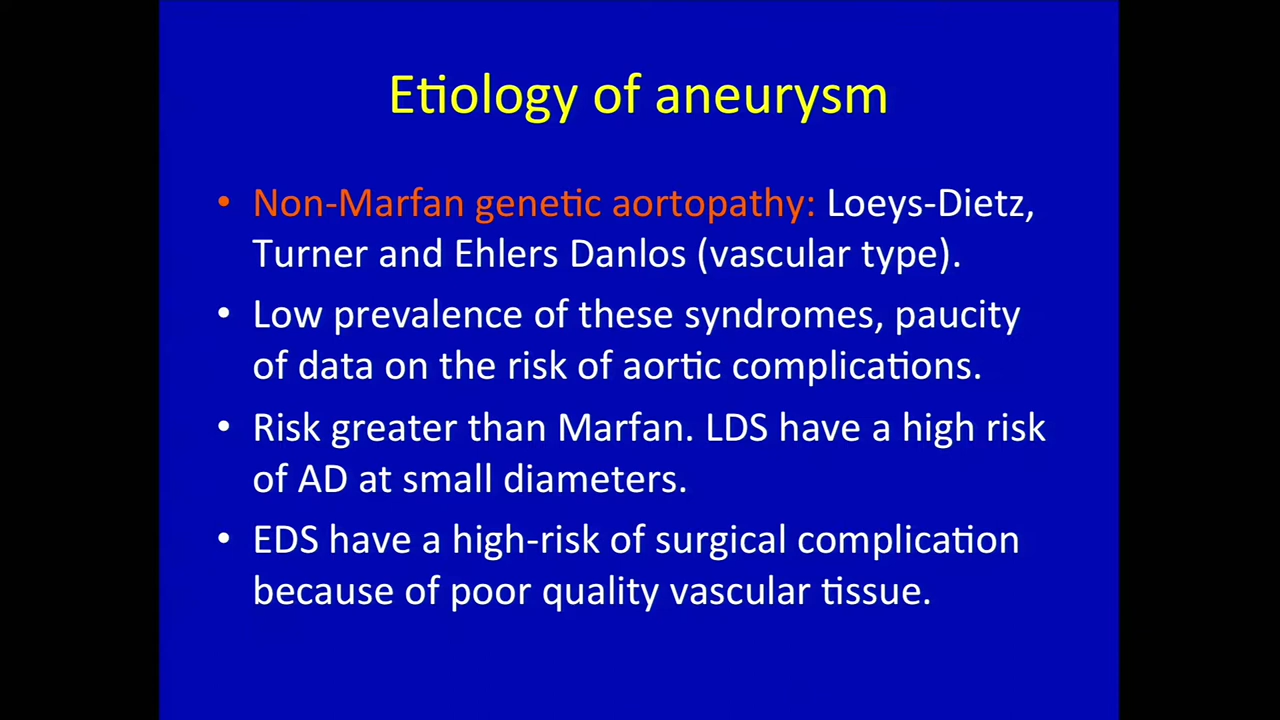 Etiology of aneurysm
• Non-Marfan genetic aortopathy: Loeys-Dietz,
Turner and Ehlers Danlos (vascular type).
• Low prevalence of these syndromes, paucity
of data on the risk of aortic complications.
• Risk greater than Marfan. LDS have a high risk
of AD at small diameters.
• EDS have a high-risk of surgical complication
because of poor quality vascular tissue.